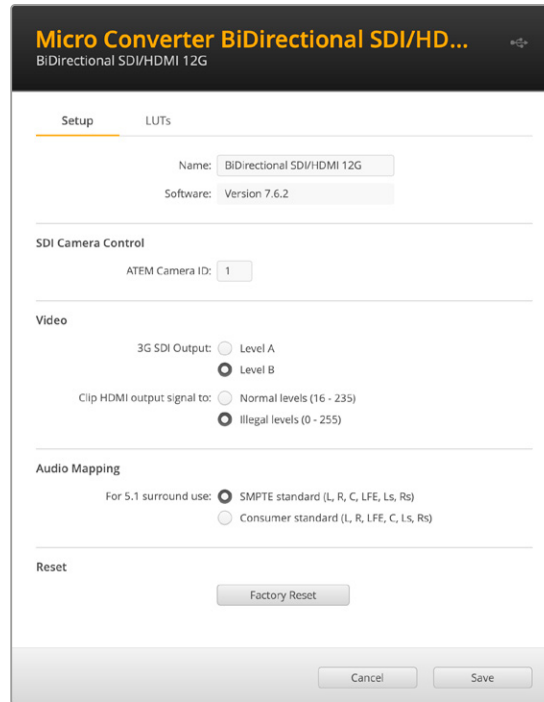 Micro Converter BiDirectional SDI/HD...
BiDirectional SDI/HDMI 12G
Setup LUTs
Name: BiDirectional SDI/HDMI 12G
Software: Version 7.6.2
SDI Camera Control
ATEM Camera ID: 1
Video
3G SDI Output: Level A
Level B
Clip HDMI output signal to: Normal levels (16 - 235)
Illegal levels (0 - 255)
Audio Mapping
For 5.1 surround use: SMPTE standard (L, R, C, LFE, Ls, Rs)
Consumer standard (L, R, LFE, C, Ls, Rs)
Reset
Factory Reset
Cancel Save